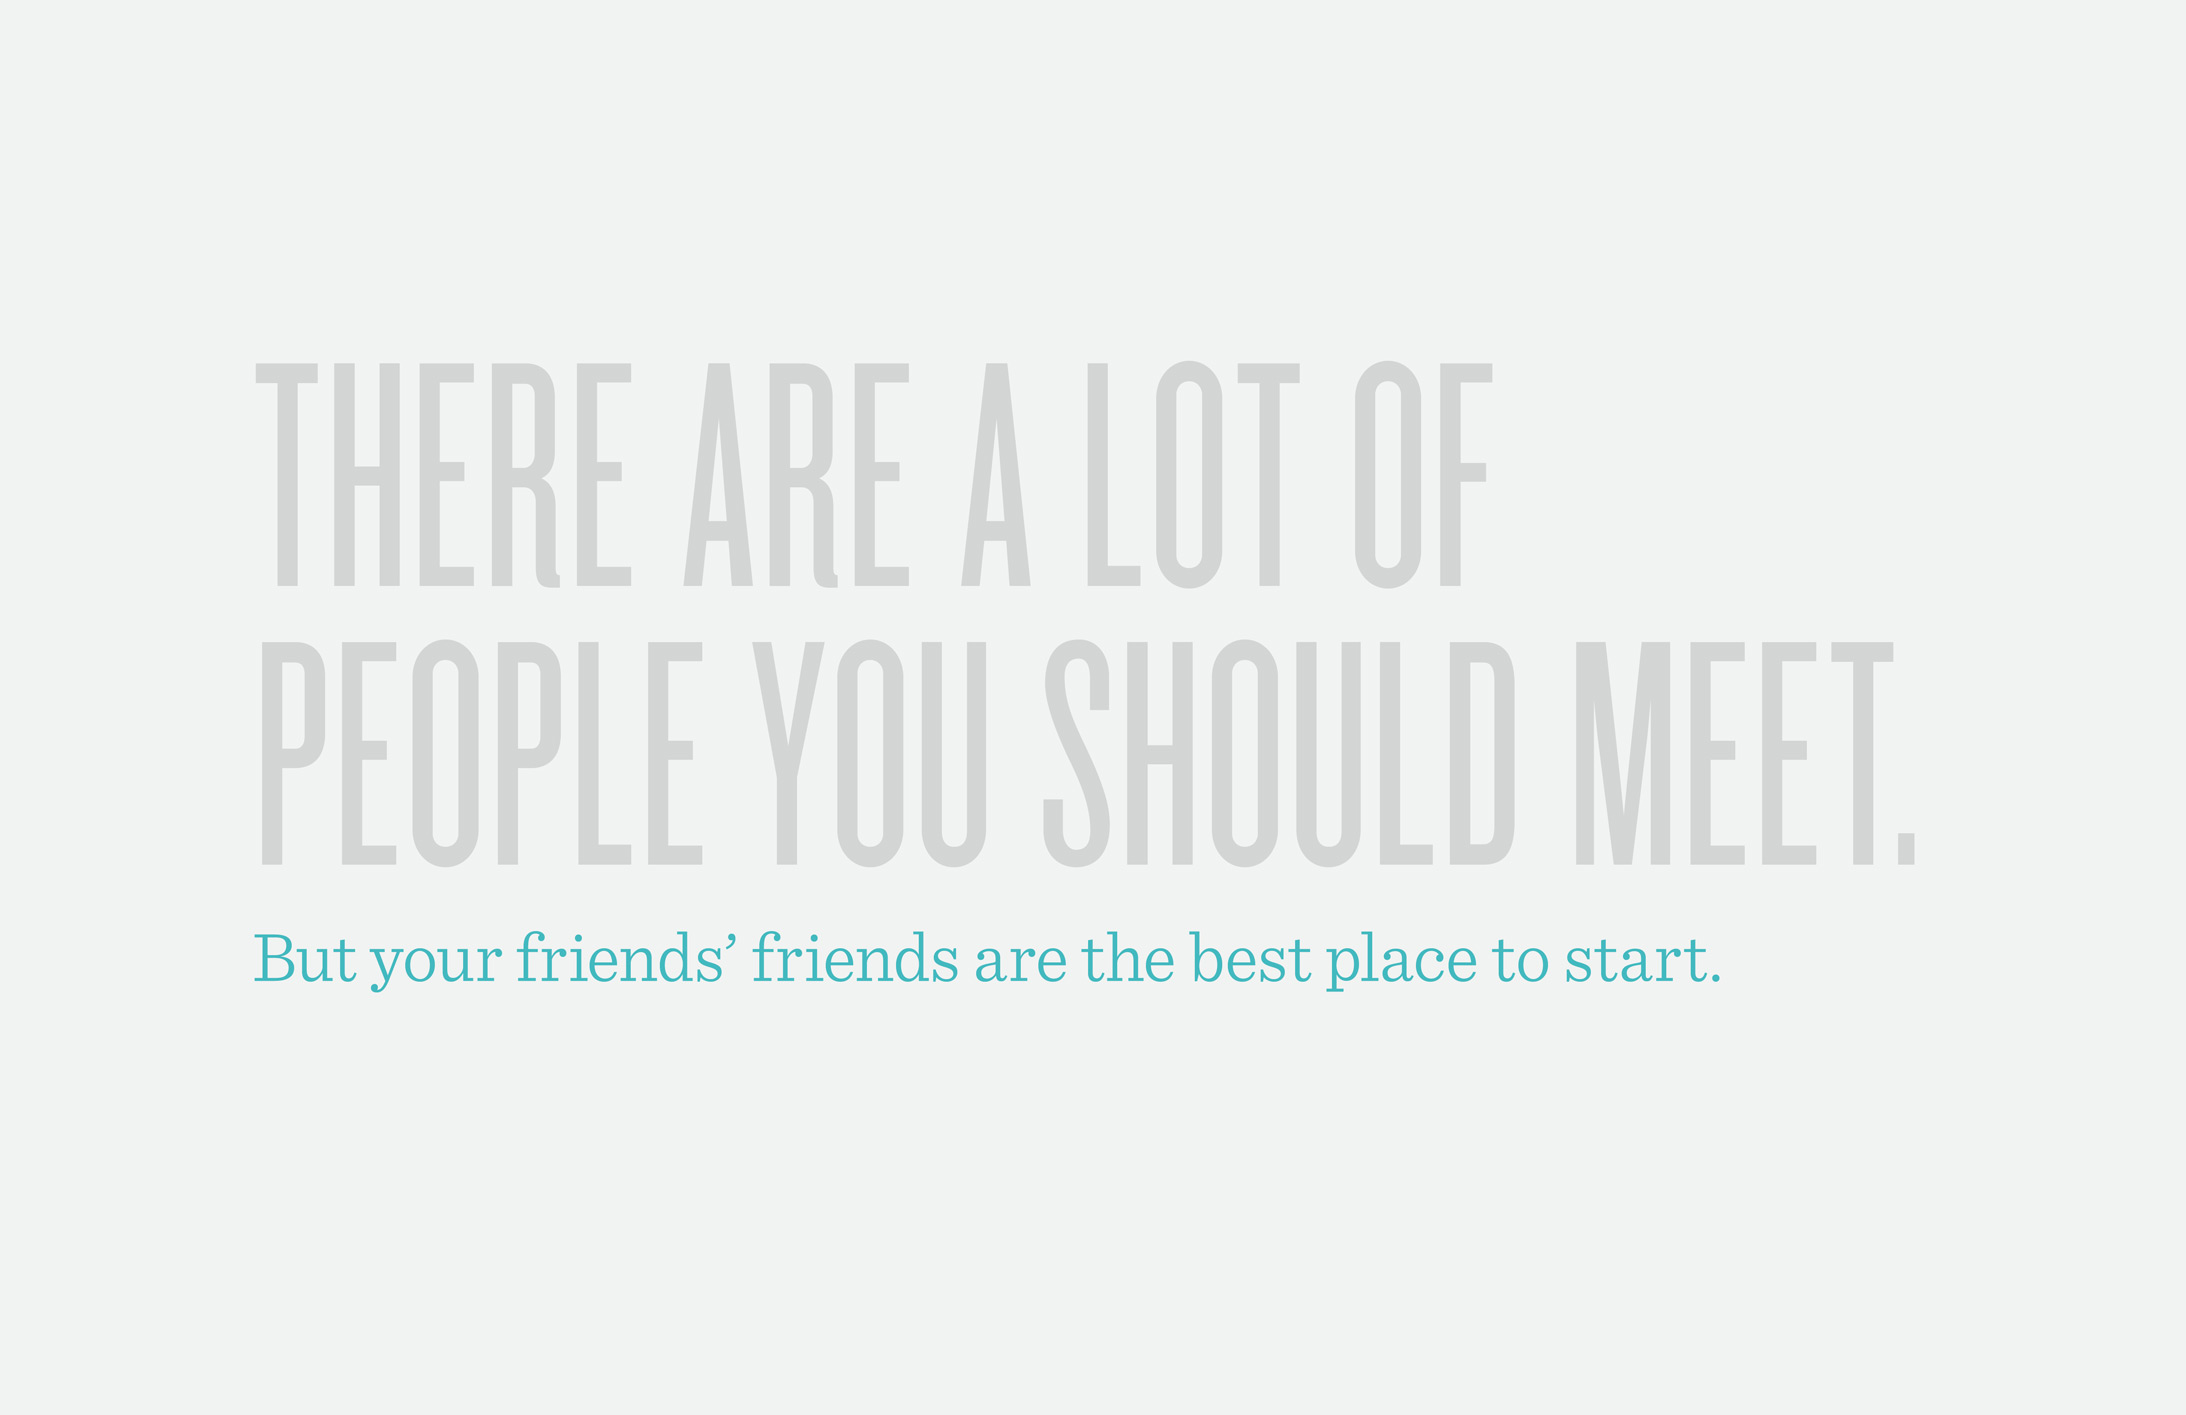 THERE ARE A LOT OF
PEOPLE YOU SHOULD MEET.
But your friends’ friends are the best place to start.